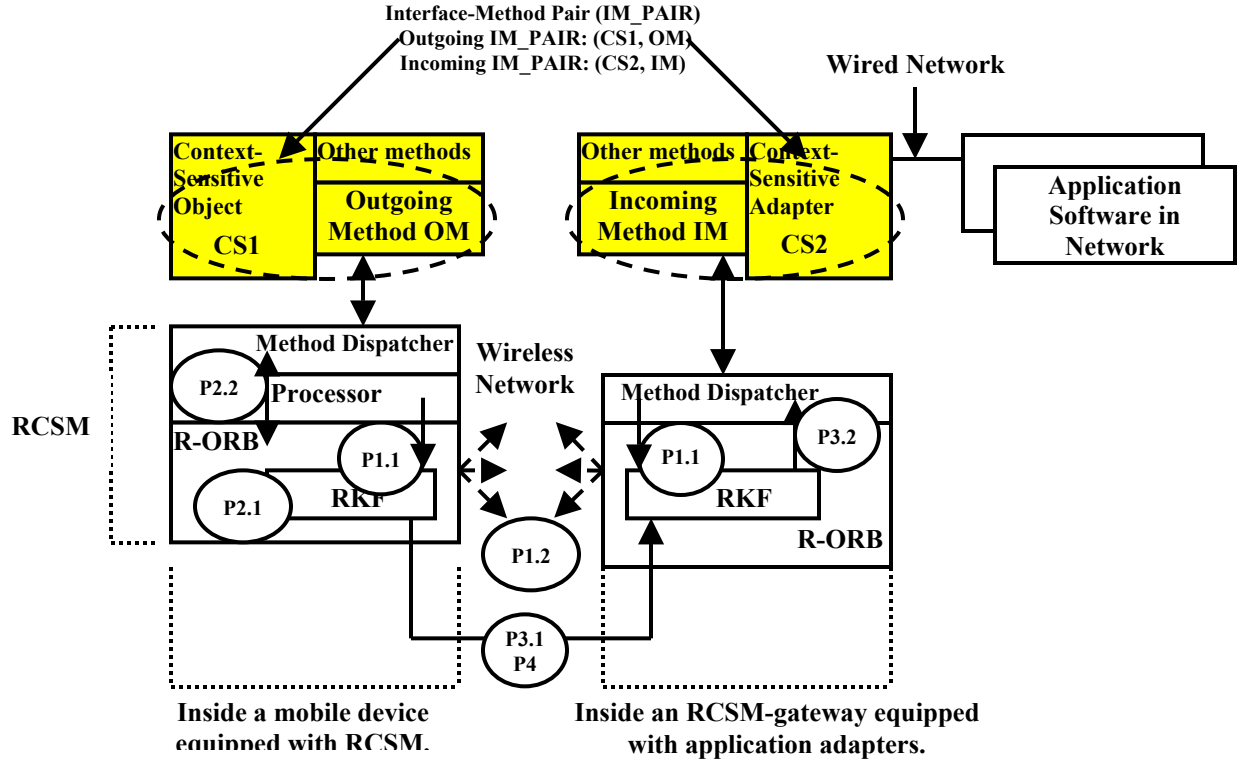 Interface-Method Pair (IM_PAIR)
Outgoing IM_PAIR: (CS1, OM)
Incoming IM_PAIR: (CS2, IM)
Wired Network
Context-
Sensitive
Object
CS1
Other methods
Outgoing
Method OM
Other methods
Incoming
Method IM
Context-
Sensitive
Adapter
CS2
Application
Software in
Network
RCSM
Method Dispatcher
P2.2
Processor
R-ORB
P1.1
RKF
P2.1
Wireless
Network
P1.2
P3.1
P4
Method Dispatcher
P1.1
P3.2
RKF
R-ORB
Inside a mobile device
equipped with RCSM.
Inside an RCSM-gateway equipped
with application adapters.